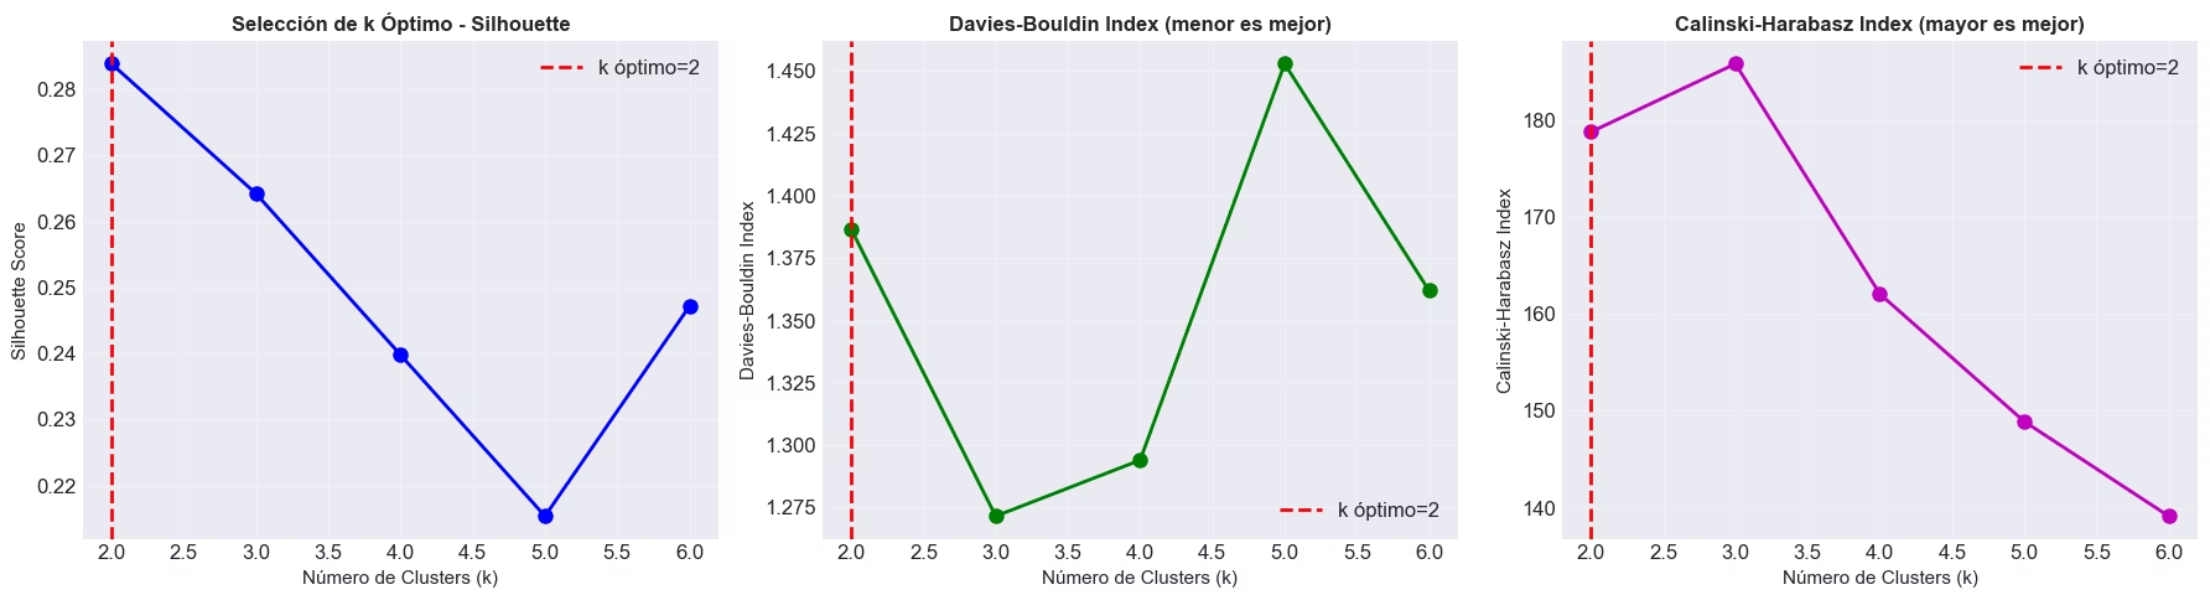 Selección de k Óptimo - Silhouette
k óptimo=2
Silhouette Score
0.28
0.27
0.26
0.25
0.24
0.23
0.22
2.0 2.5 3.0 3.5 4.0 4.5 5.0 5.5 6.0
Número de Clusters (k)
Davies-Bouldin Index (menor es mejor)
Davies-Bouldin Index
1.450
1.425
1.400
1.375
1.350
1.325
1.300
1.275
k óptimo=2
2.0 2.5 3.0 3.5 4.0 4.5 5.0 5.5 6.0
Número de Clusters (k)
Calinski-Harabasz Index (mayor es mejor)
k óptimo=2
Calinski-Harabasz Index
180
170
160
150
140
2.0 2.5 3.0 3.5 4.0 4.5 5.0 5.5 6.0
Número de Clusters (k)